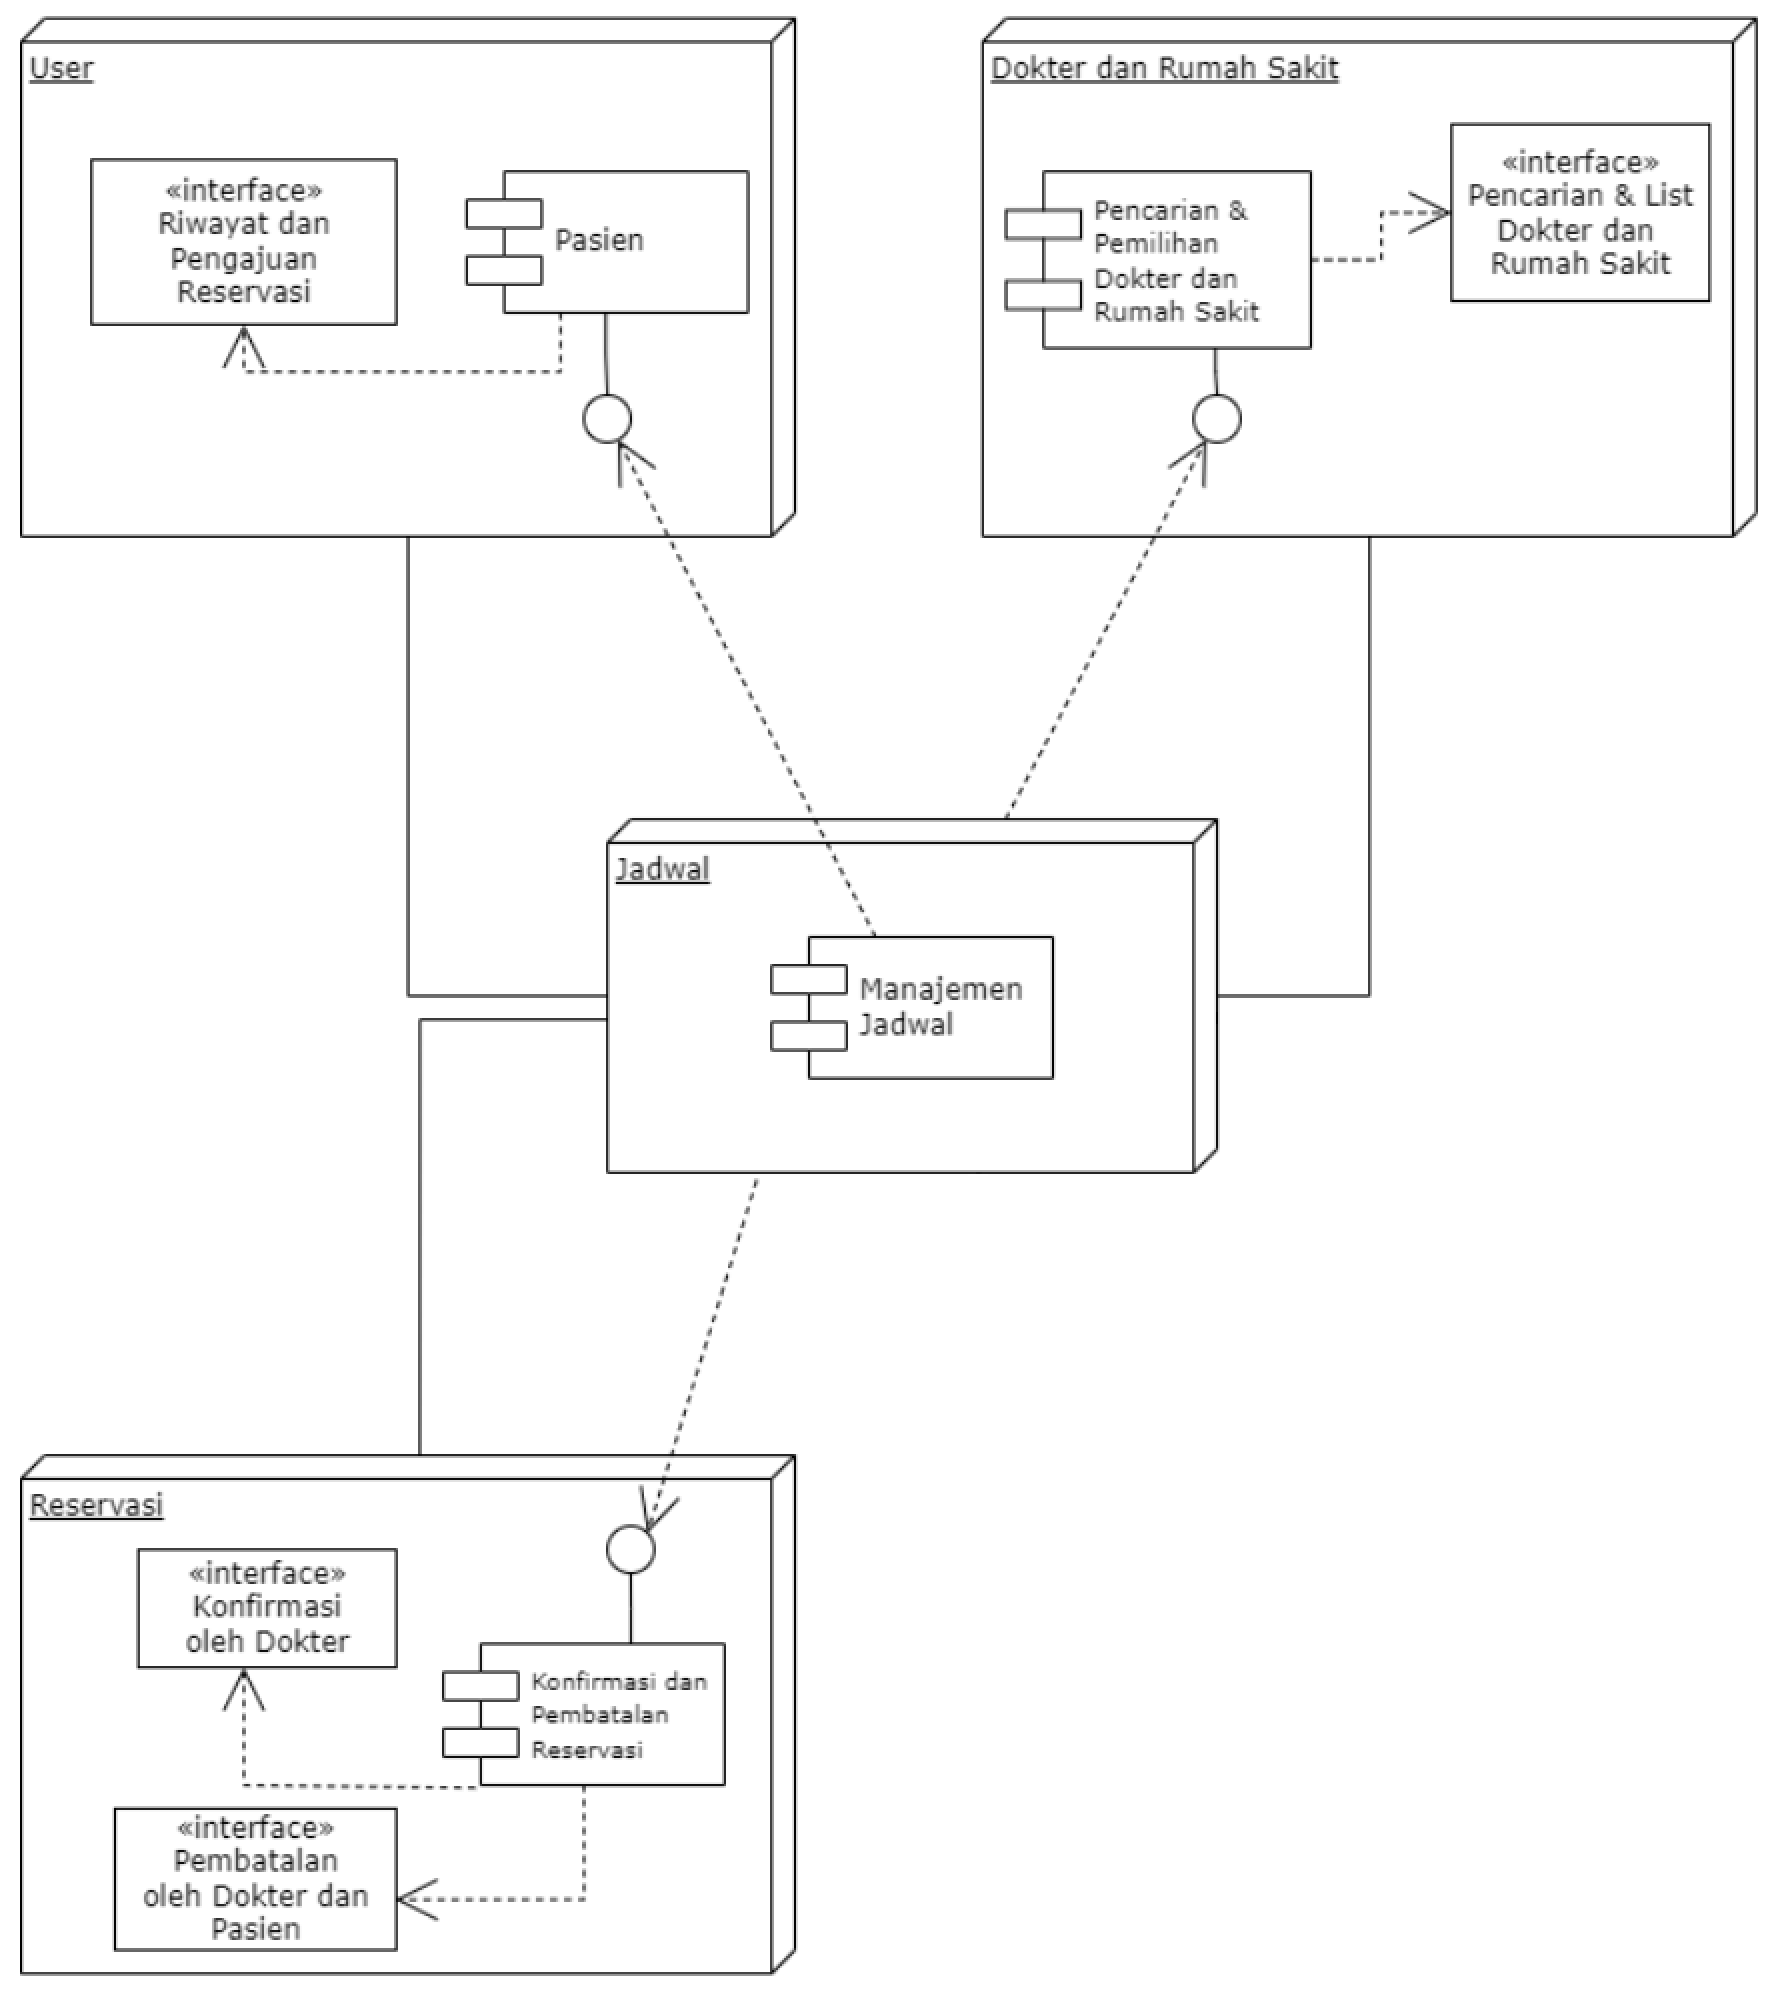 User
«interface»
Riwayat dan
Pengajuan
Reservasi
Pasien
Dokter dan Rumah Sakit
Pencarian &
Pemilihan
Dokter dan
Rumah Sakit
«interface»
Pencarian & List
Dokter dan
Rumah Sakit
Jadwal
Manajemen
Jadwal
Reservasi
«interface»
Konfirmasi
oleh Dokter
Konfirmasi dan
Pembatalan
Reservasi
«interface»
Pembatalan
oleh Dokter dan
Pasien